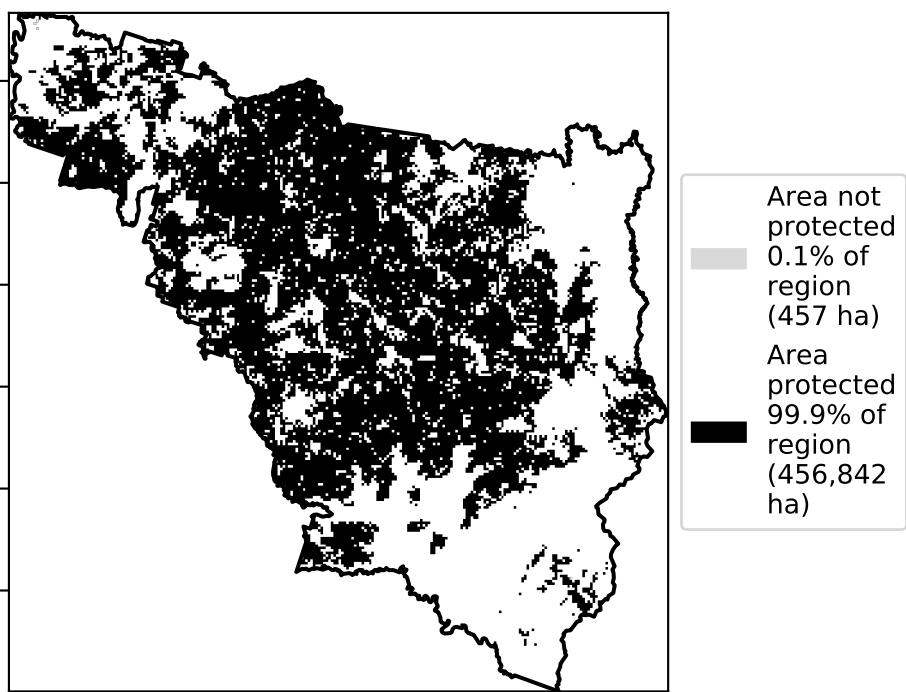 Area not
protected
0.1% of
region
(457 ha)
Area
protected
99.9% of
region
(456,842
ha)